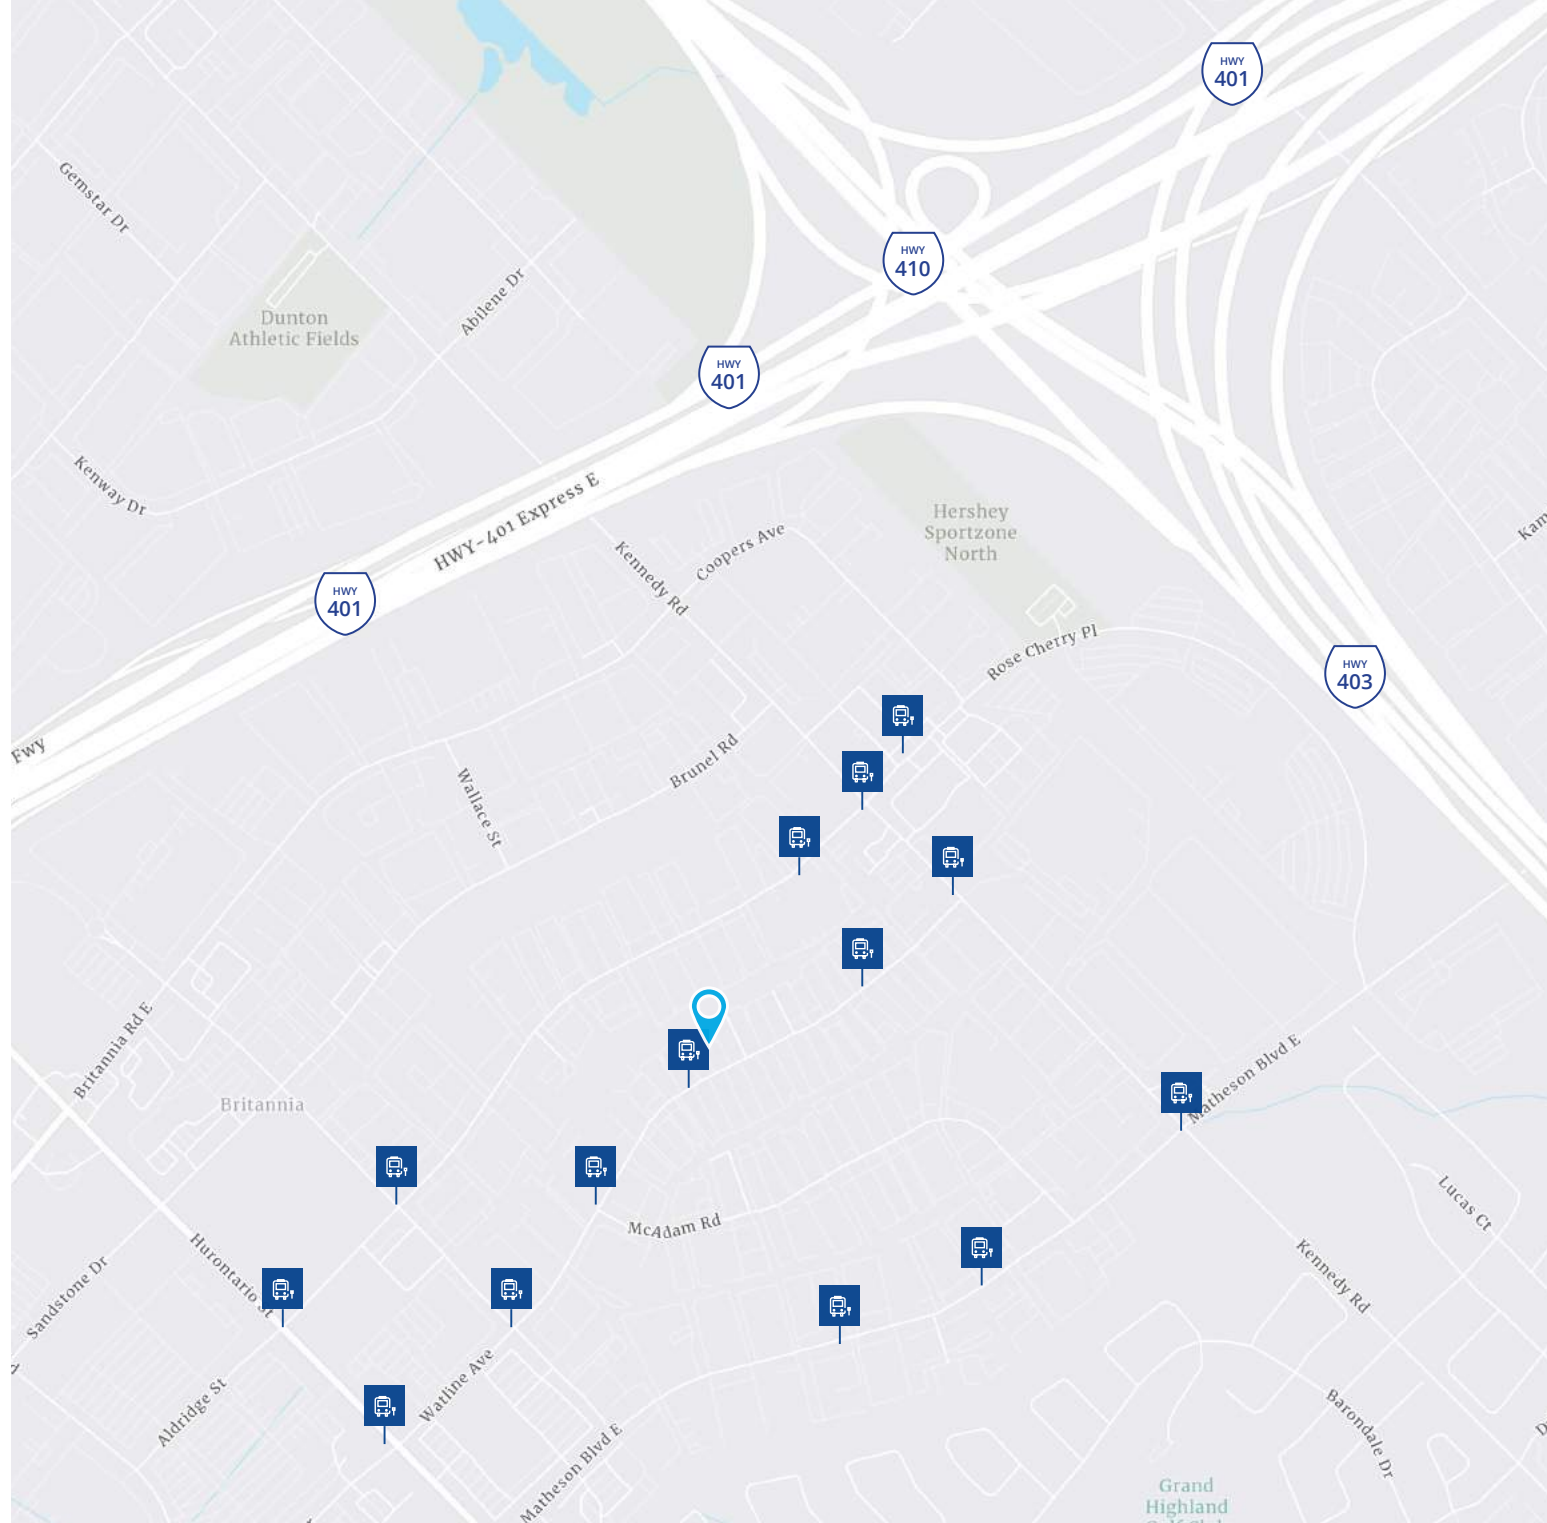 HWY
401
Gemstar Dr
HWY
410
Abilene Dr
Dunton
Athletic Fields
HWY
401
Kenway Dr
HWY-401 Express E
Hershey
Sportzone
North
Coopers Ave
Kennedy Rd
HWY
401
Rose Cherry Pl
HWY
403
Fwy
Brunel Rd
Wallace St
Britannia Rd E
Britannia
Matheson Blvd E
Lucas Ct
McAdam Rd
Hurontario St
Sandstone Dr
Kennedy Rd
Watline Ave
Aldridge St
Barondale Dr
Matheson Blvd E
Grand
Highland